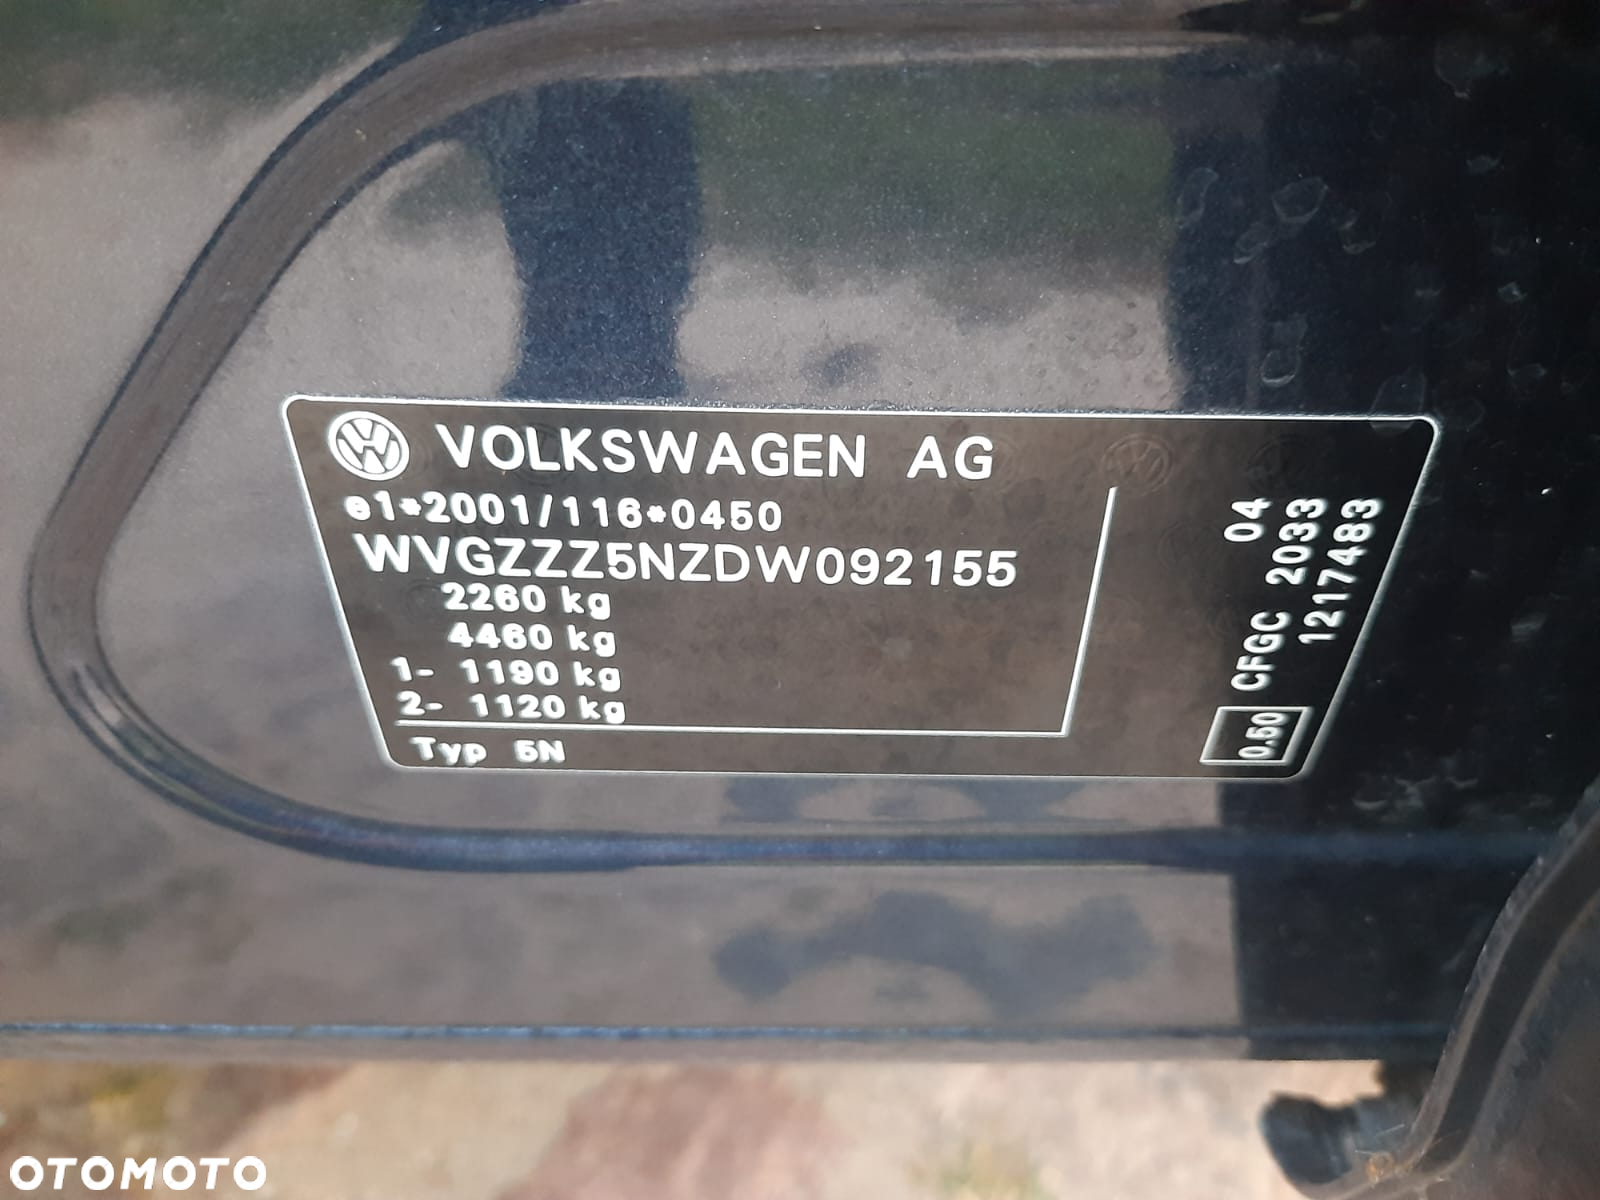 VOLKSWAGEN AG
e1*2001/116*0450
WVGZZZ5NZDW092155
2260 kg
4460 kg
1- 1190 kg
2- 1120 kg
Typ 5N
04
CFGC 2033
1217483
0.50
OTOMOTO